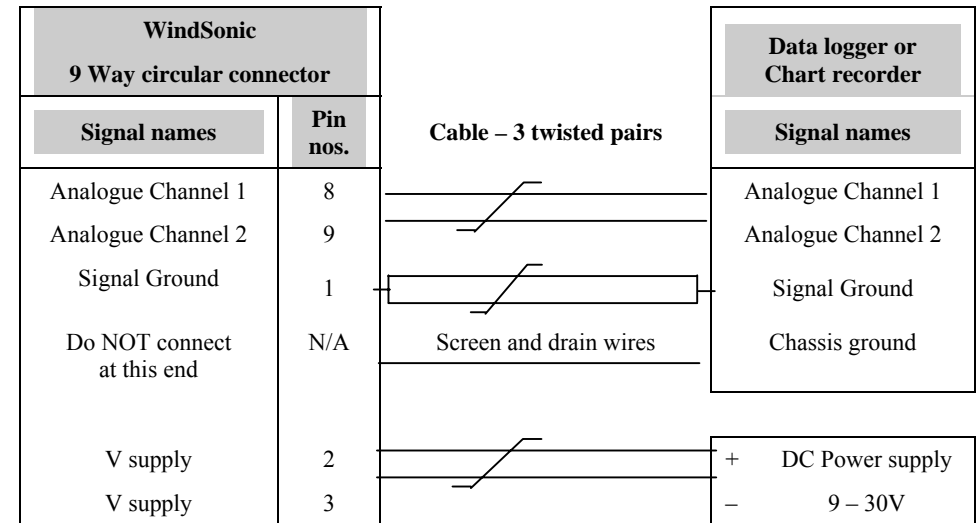 WindSonic
9 Way circular connector
Data logger or
Chart recorder
Signal names
Pin
nos.
Cable – 3 twisted pairs
Signal names
Analogue Channel 1 8 Analogue Channel 1
Analogue Channel 2 9 Analogue Channel 2
Signal Ground 1 Signal Ground
Do NOT connect
at this end
N/A Screen and drain wires Chassis ground
V supply 2 + DC Power supply
V supply 3 – 9 – 30V